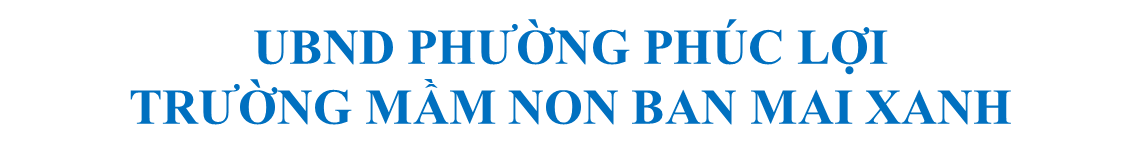 UBND PHƯỜNG PHÚC LỢI
TRƯỜNG MẦM NON BAN MAI XANH